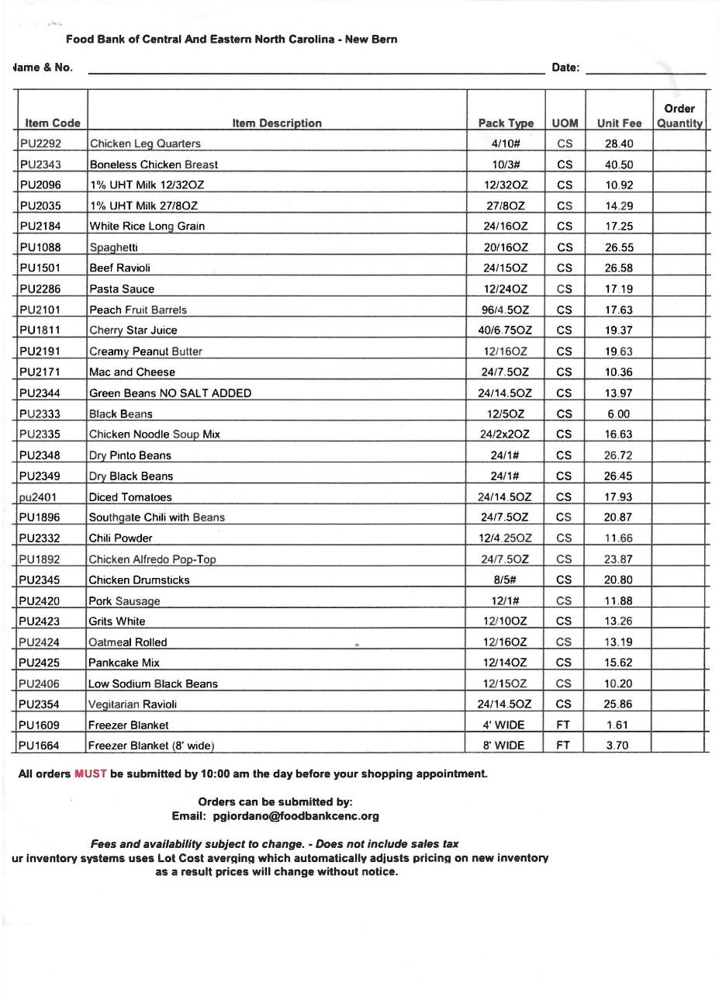 Food Bank of Central And Eastern North Carolina - New Bern
Name & No. Date:
Item Code Item Description Pack Type UOM Unit Fee Order Quantity
PU2292 Chicken Leg Quarters 4/10# CS 28.40
PU2343 Boneless Chicken Breast 10/3# CS 40.50
PU2096 1% UHT Milk 12/32OZ 12/32OZ CS 10.92
PU2035 1% UHT Milk 27/8OZ 27/8OZ CS 14.29
PU2184 White Rice Long Grain 24/16OZ CS 17.25
PU1088 Spaghetti 20/16OZ CS 26.55
PU1501 Beef Ravioli 24/15OZ CS 26.58
PU2286 Pasta Sauce 12/24OZ CS 17.19
PU2101 Peach Fruit Barrels 96/4.5OZ CS 17.63
PU1811 Cherry Star Juice 40/6.75OZ CS 19.37
PU2191 Creamy Peanut Butter 12/16OZ CS 19.63
PU2171 Mac and Cheese 24/7.5OZ CS 10.36
PU2344 Green Beans NO SALT ADDED 24/14.5OZ CS 13.97
PU2333 Black Beans 12/5OZ CS 6.00
PU2335 Chicken Noodle Soup Mix 24/2x2OZ CS 16.63
PU2348 Dry Pinto Beans 24/1# CS 26.72
PU2349 Dry Black Beans 24/1# CS 26.45
pu2401 Diced Tomatoes 24/14.5OZ CS 17.93
PU1896 Southgate Chili with Beans 24/7.5OZ CS 20.87
PU2332 Chili Powder 12/4.25OZ CS 11.66
PU1892 Chicken Alfredo Pop-Top 24/7.5OZ CS 23.87
PU2345 Chicken Drumsticks 8/5# CS 20.80
PU2420 Pork Sausage 12/1# CS 11.88
PU2423 Grits White 12/10OZ CS 13.26
PU2424 Oatmeal Rolled 12/16OZ CS 13.19
PU2425 Pankcake Mix 12/14OZ CS 15.62
PU2406 Low Sodium Black Beans 12/15OZ CS 10.20
PU2354 Vegitarian Ravioli 24/14.5OZ CS 25.86
PU1609 Freezer Blanket 4' WIDE FT 1.61
PU1664 Freezer Blanket (8' wide) 8' WIDE FT 3.70
All orders MUST be submitted by 10:00 am the day before your shopping appointment.
Orders can be submitted by:
Email: pgiordano@foodbankcenc.org
Fees and availability subject to change. - Does not include sales tax
ur inventory systems uses Lot Cost averging which automatically adjusts pricing on new inventory
as a result prices will change without notice.